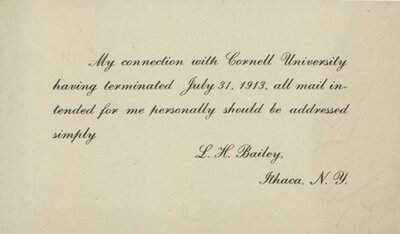 My connection with Cornell University
having terminated July 31, 1913, all mail in-
tended for me personally should be addressed
simply
L. H. Bailey,
Ithaca, N. Y.